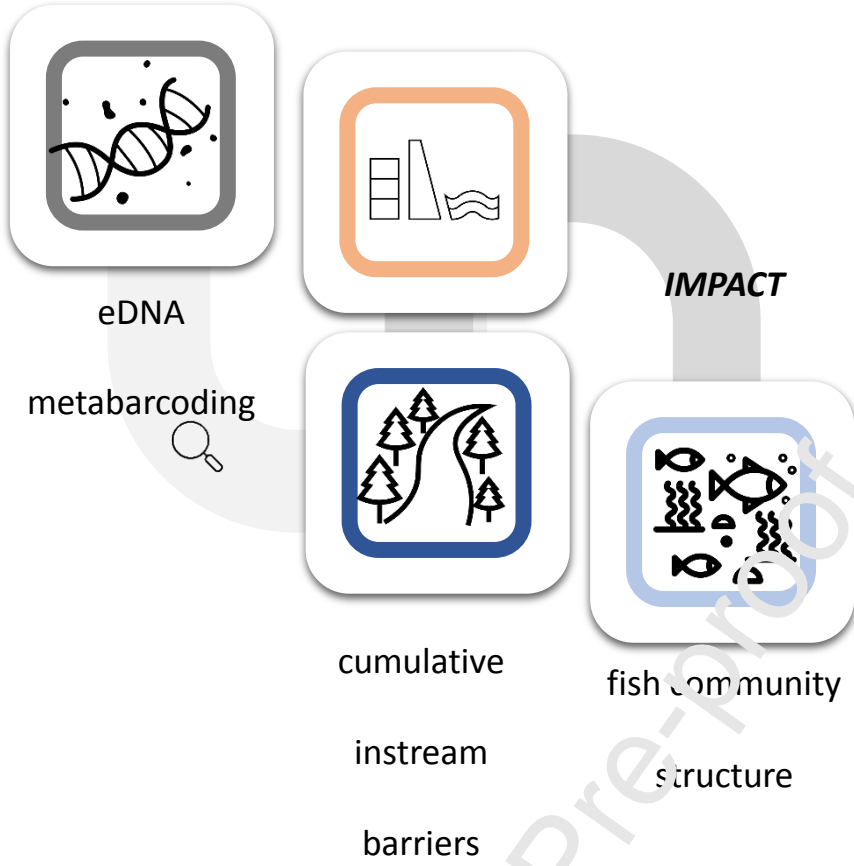 IMPACT
eDNA
metabarcoding
cumulative
instream
barriers
fish community
structure
Pre-proof